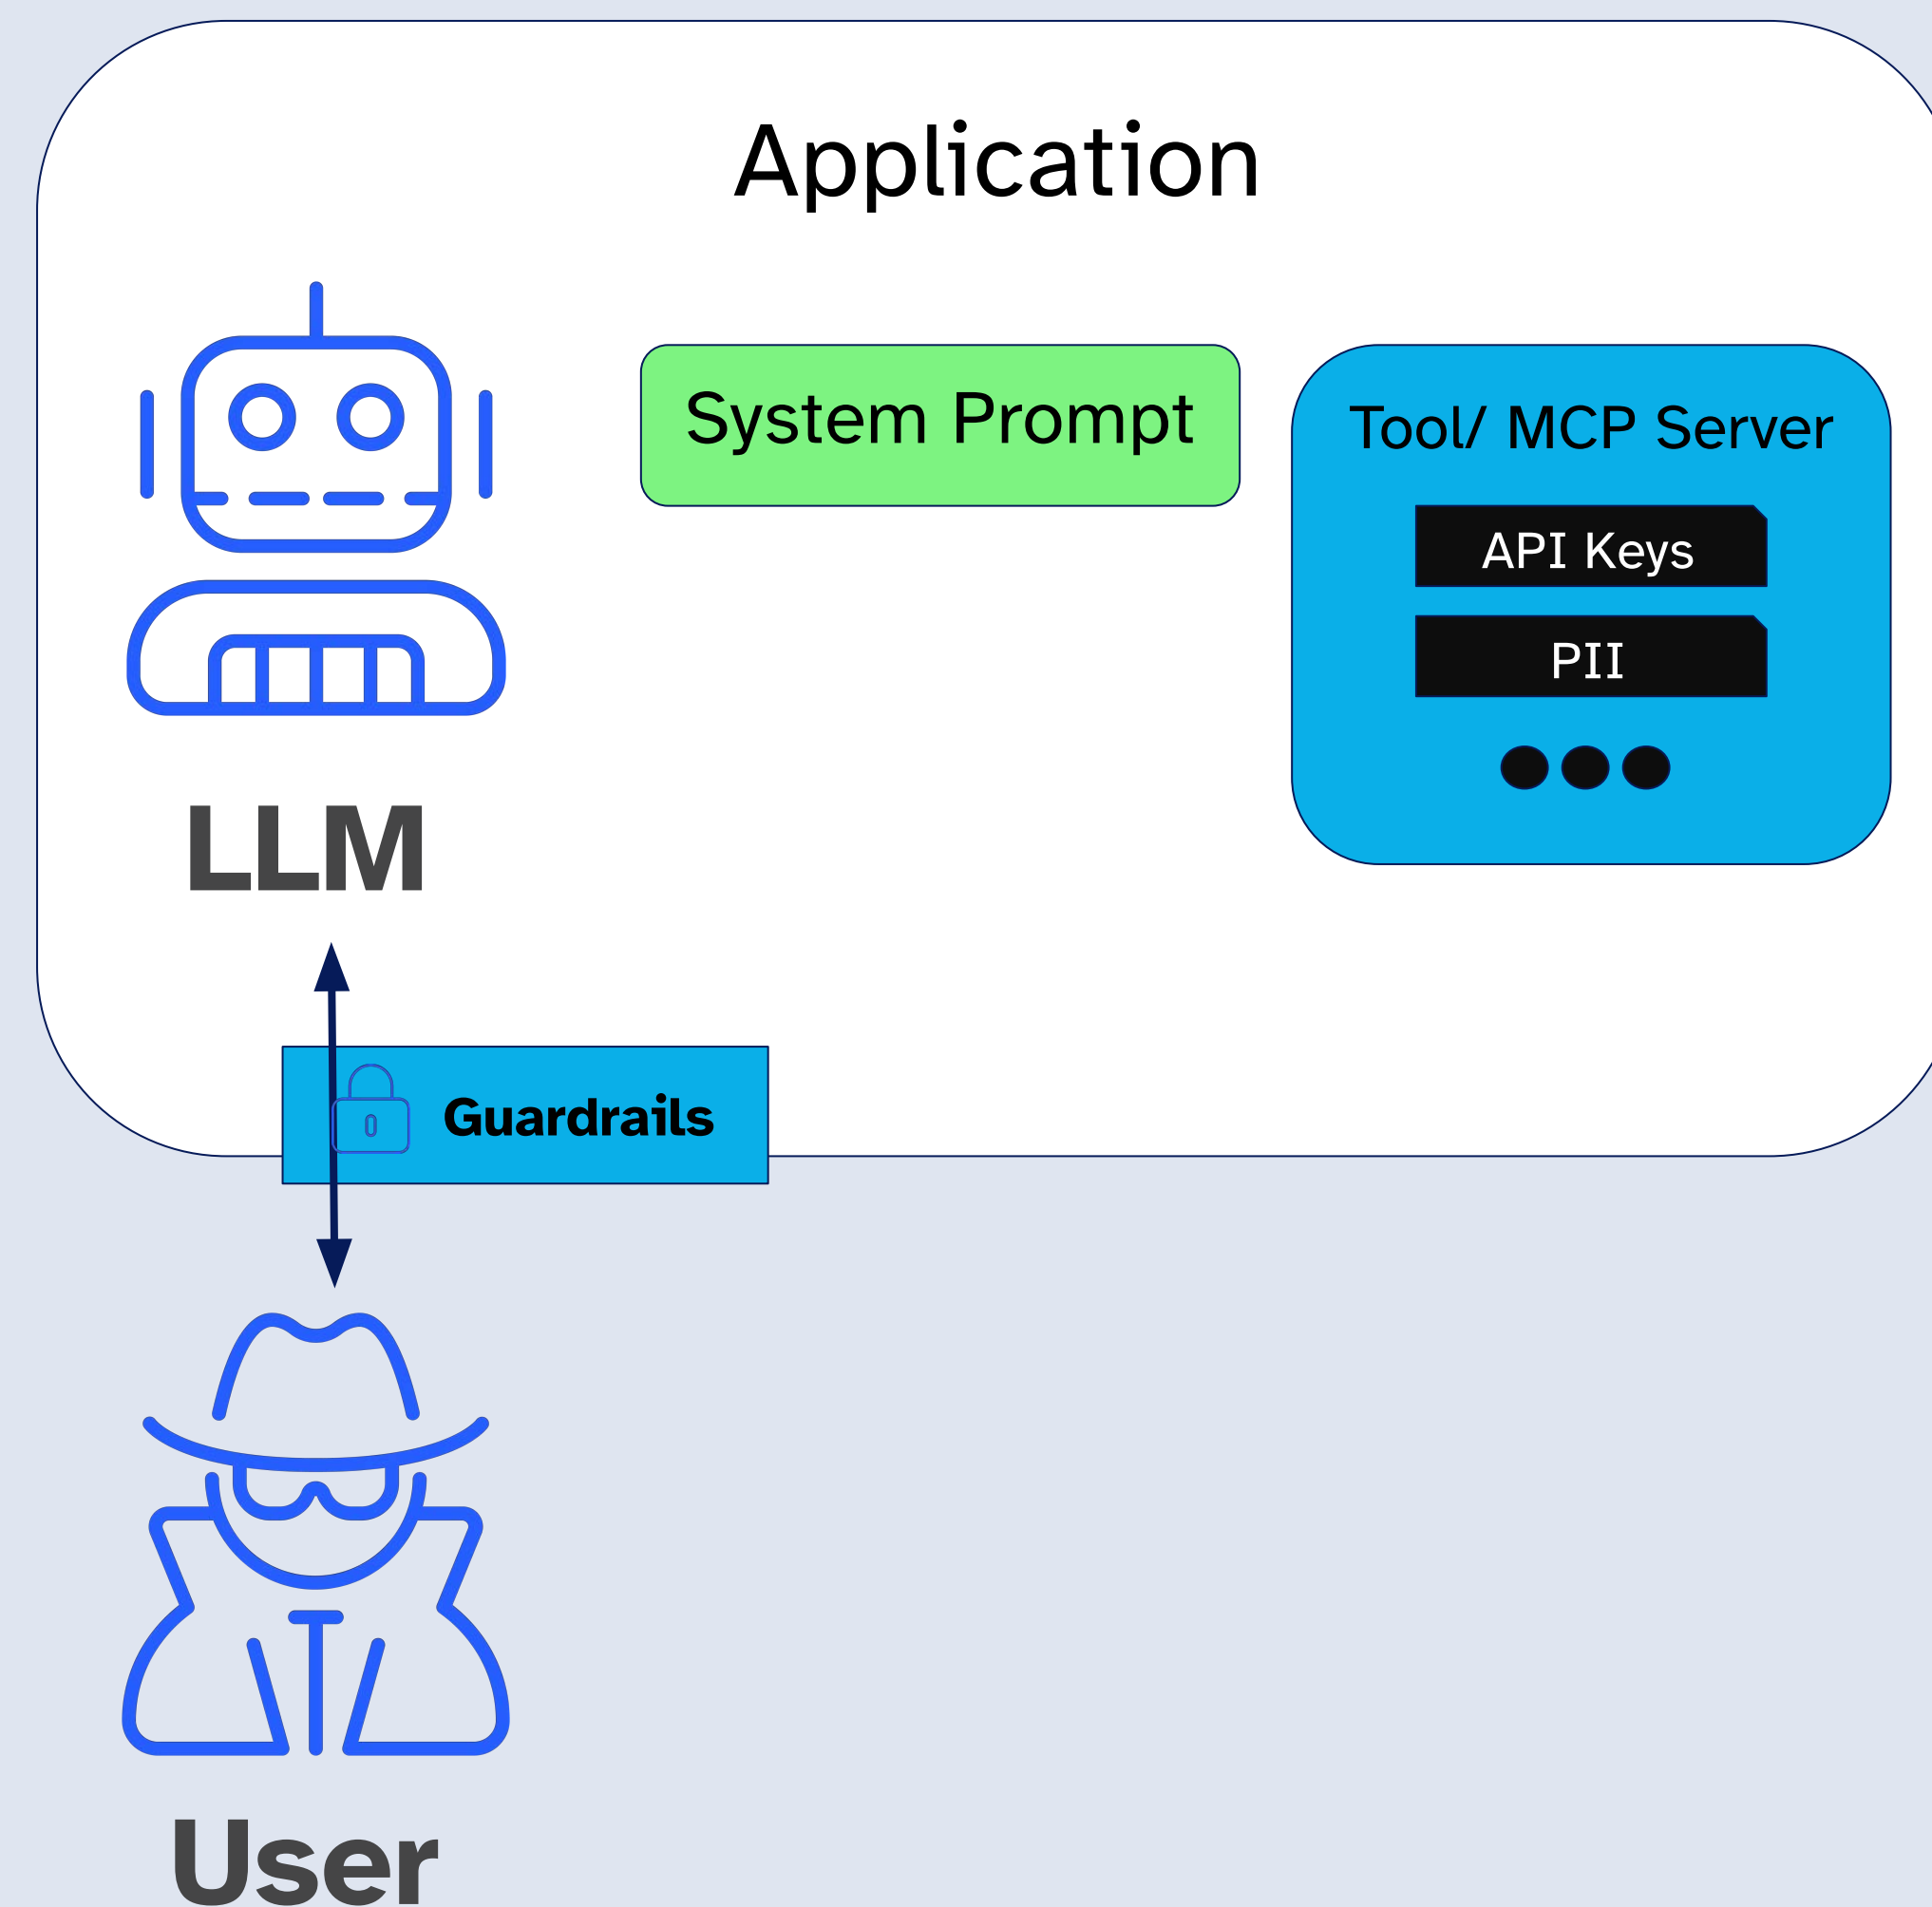 Application
System Prompt
Tool/ MCP Server
API Keys
PII
LLM
Guardrails
User